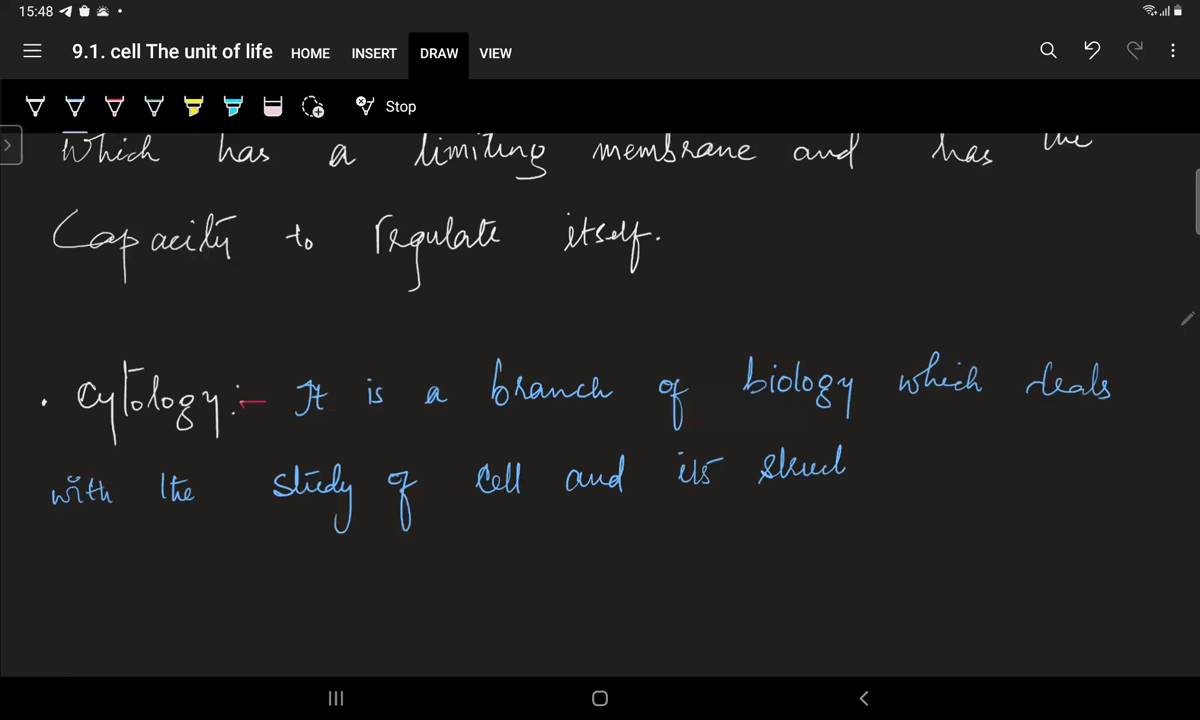 15:48
9.1. cell The unit of life HOME INSERT DRAW VIEW
Stop
which has a limiting membrane and has the
Capacity to regulate itself.
• Cytology:- It is a branch of biology which deals
with the study of cell and its struct